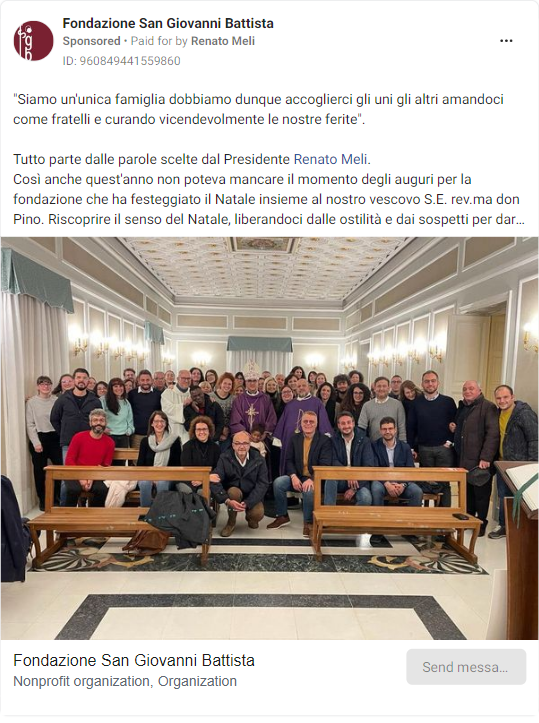 Fondazione San Giovanni Battista
Sponsored • Paid for by Renato Meli
ID: 960849441559860
"Siamo un'unica famiglia dobbiamo dunque accoglierci gli uni gli altri amandoci
come fratelli e curando vicendevolmente le nostre ferite".
Tutto parte dalle parole scelte dal Presidente Renato Meli.
Così anche quest'anno non poteva mancare il momento degli auguri per la
fondazione che ha festeggiato il Natale insieme al nostro vescovo S.E. rev.ma don
Pino. Riscoprire il senso del Natale, liberandoci dalle ostilità e dai sospetti per dar...
Fondazione San Giovanni Battista
Nonprofit organization, Organization
Send messa...